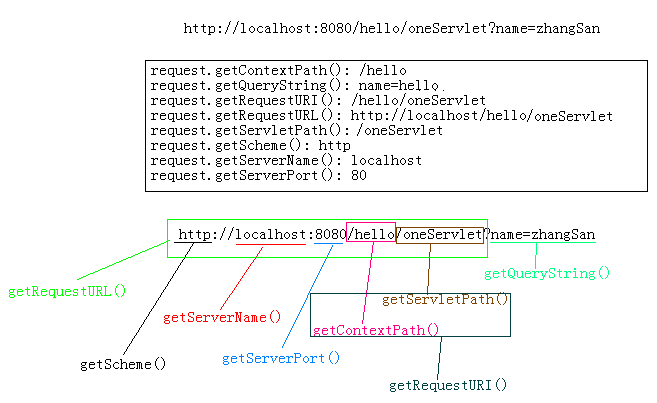 http://localhost:8080/hello/oneServlet?name=zhangSan
request.getContextPath(): /hello
request.getQueryString(): name=hello
request.getRequestURI(): /hello/oneServlet
request.getRequestURL(): http://localhost/hello/oneServlet
request.getServletPath(): /oneServlet
request.getScheme(): http
request.getServerName(): localhost
request.getServerPort(): 80
http://localhost:8080/hello/oneServlet?name=zhangSan
getQueryString()
getRequestURL()
getServletPath()
getServerName()
getContextPath()
getServerPort()
getScheme()
getRequestURI()